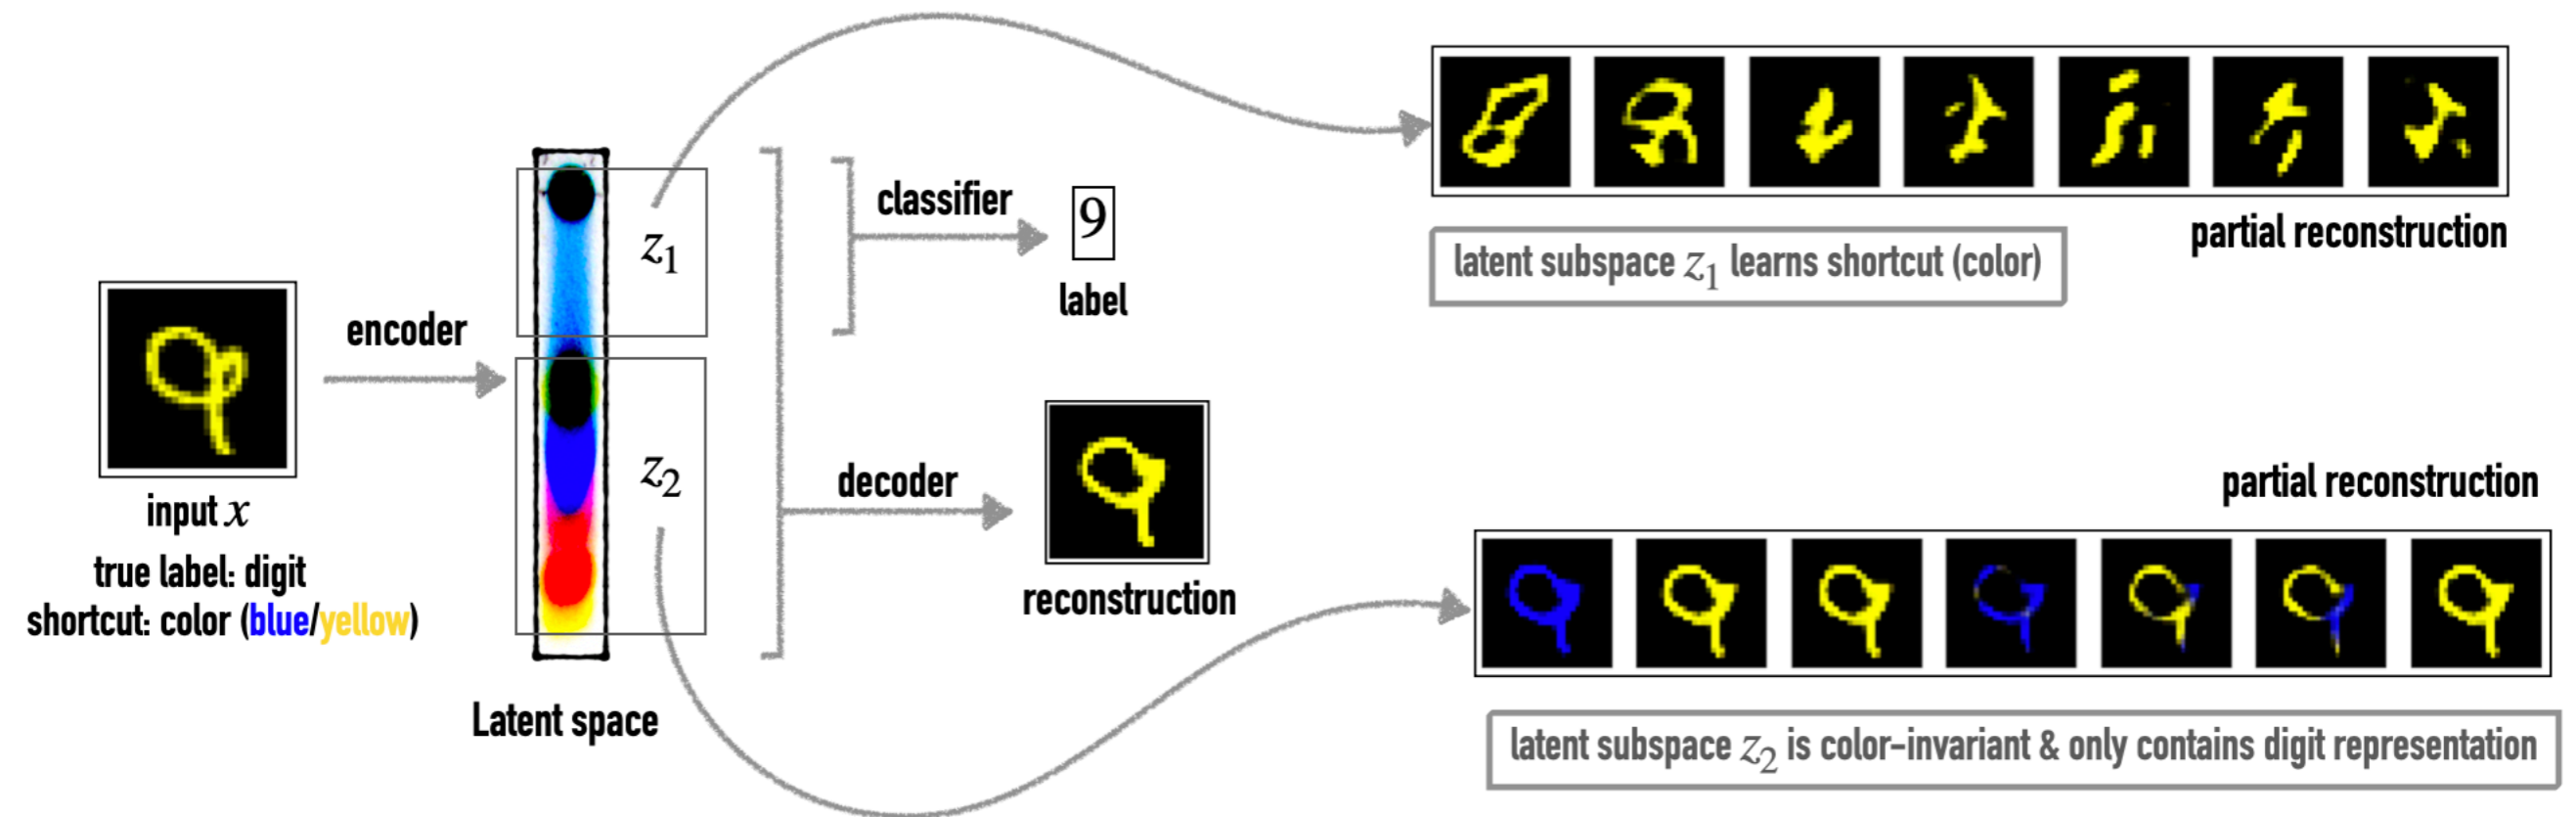 input x
true label: digit
shortcut: color (blue/yellow)
encoder
z₁
z₂
Latent space
classifier
9
label
decoder
reconstruction
partial reconstruction
latent subspace z₁ learns shortcut (color)
partial reconstruction
latent subspace z₂ is color-invariant & only contains digit representation